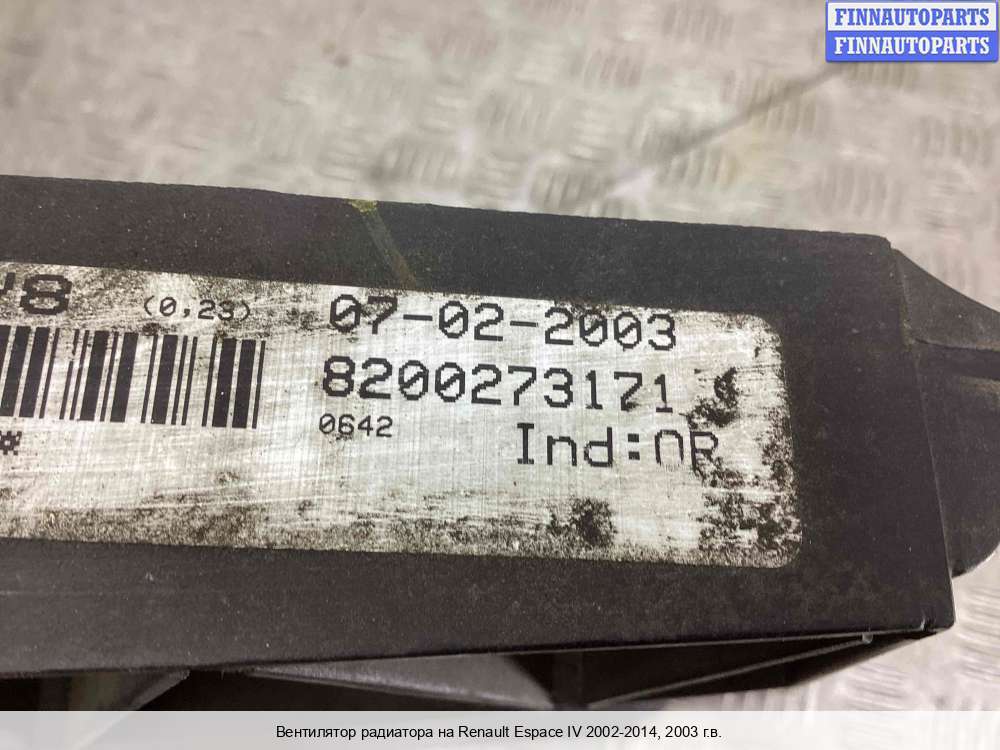 FINNAUTOPARTS
FINNAUTOPARTS
(0,23) 07-02-2003
8200273171
0642
Ind:
Вентилятор радиатора на Renault Espace IV 2002-2014, 2003 г.в.